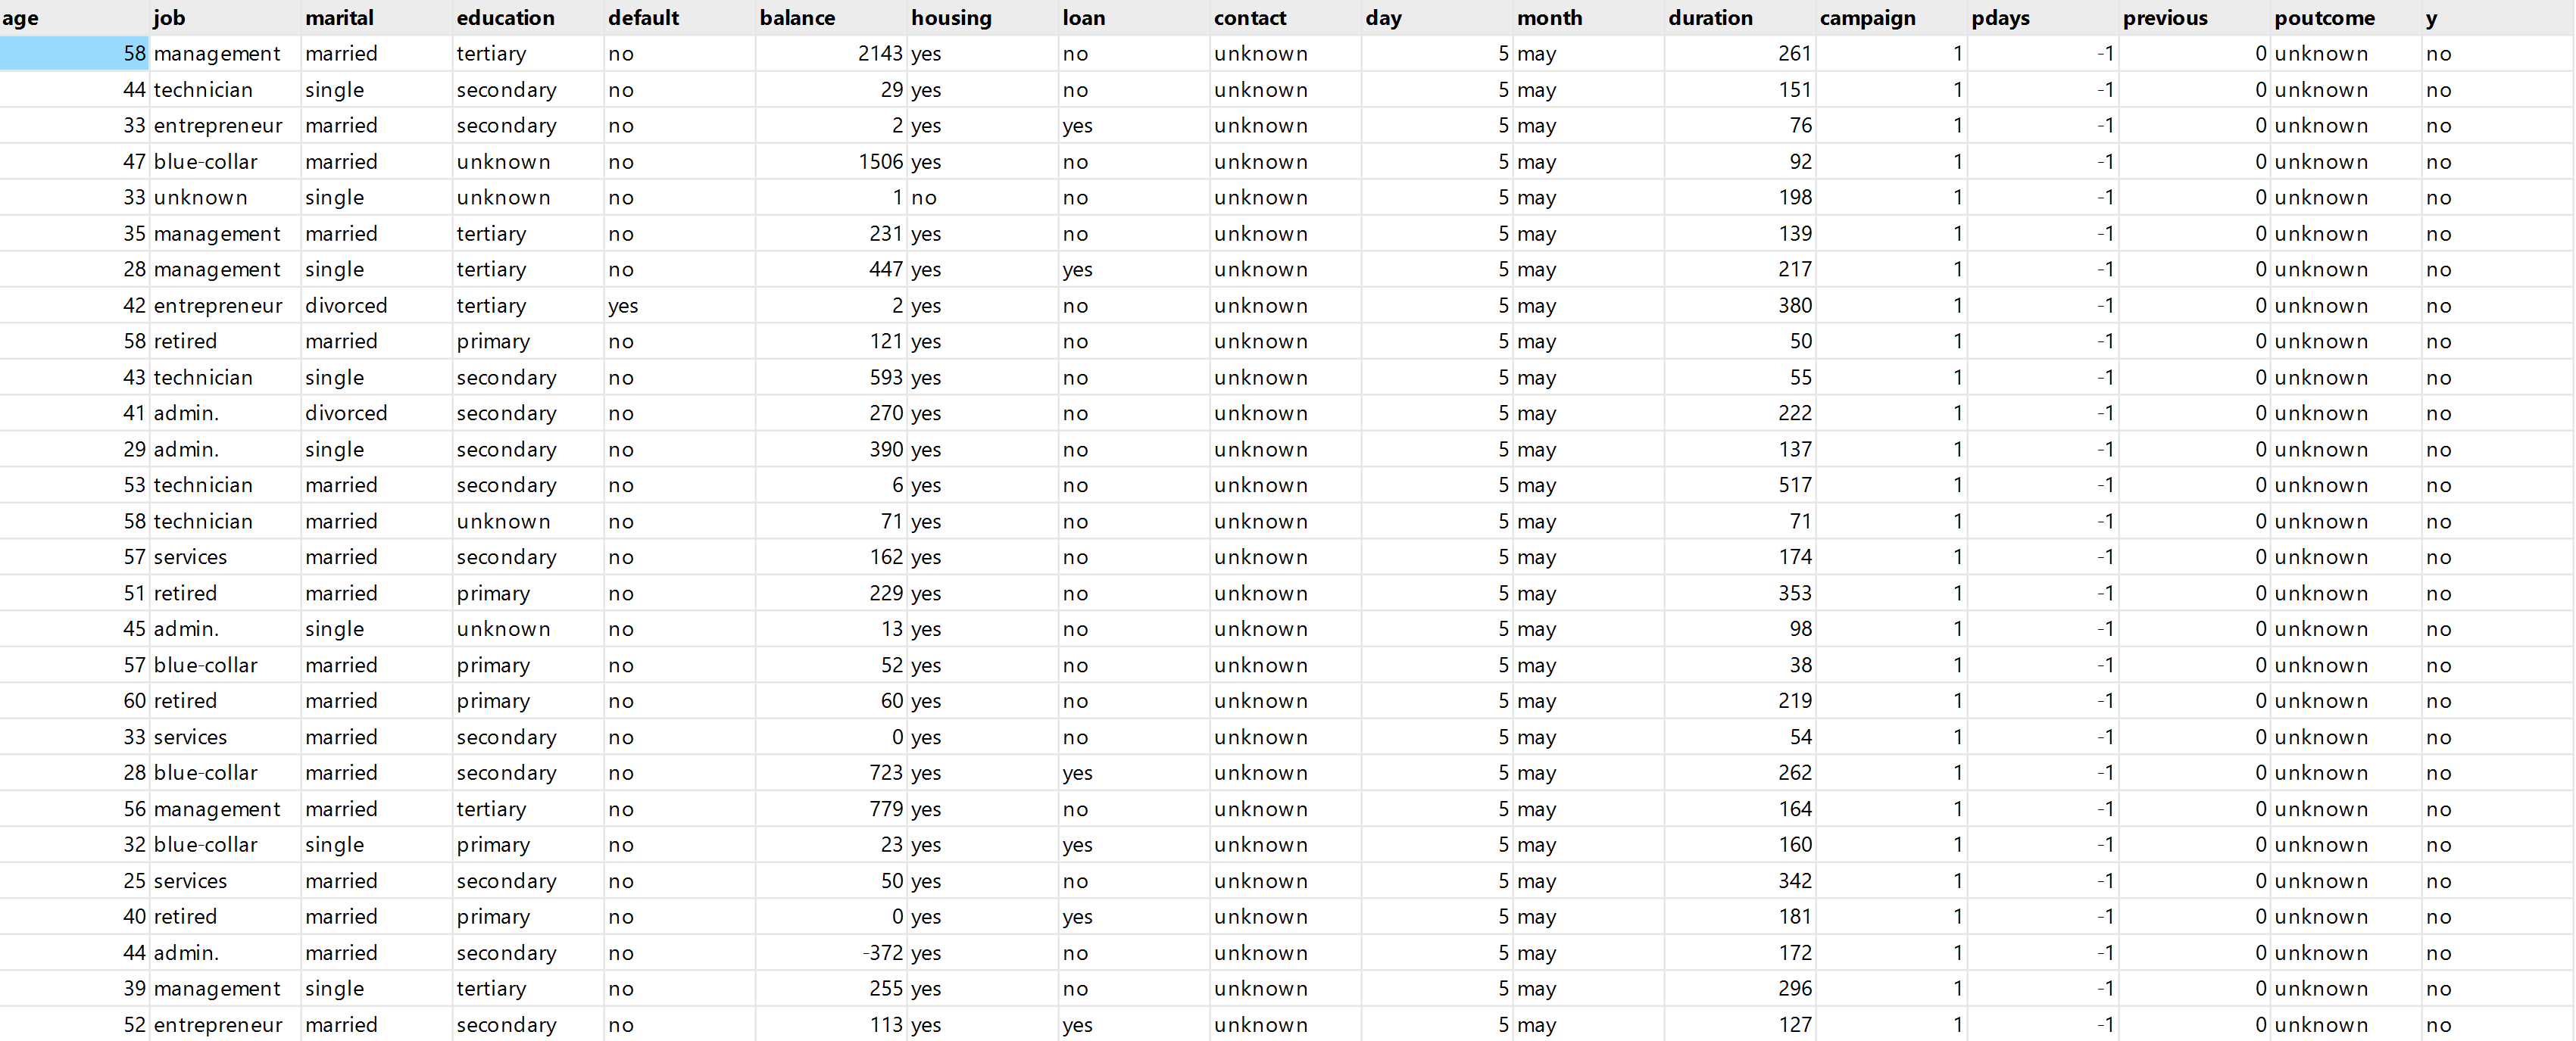 age job marital education default balance housing loan contact day month duration campaign pdays previous poutcome y
58 management married tertiary no 2143 yes no unknown 5 may 261 1 -1 0 unknown no
44 technician single secondary no 29 yes no unknown 5 may 151 1 -1 0 unknown no
33 entrepreneur married secondary no 2 yes yes unknown 5 may 76 1 -1 0 unknown no
47 blue-collar married unknown no 1506 yes no unknown 5 may 92 1 -1 0 unknown no
33 unknown single unknown no 1 no no unknown 5 may 198 1 -1 0 unknown no
35 management married tertiary no 231 yes no unknown 5 may 139 1 -1 0 unknown no
28 management single tertiary no 447 yes yes unknown 5 may 217 1 -1 0 unknown no
42 entrepreneur divorced tertiary yes 2 yes no unknown 5 may 380 1 -1 0 unknown no
58 retired married primary no 121 yes no unknown 5 may 50 1 -1 0 unknown no
43 technician single secondary no 593 yes no unknown 5 may 55 1 -1 0 unknown no
41 admin. divorced secondary no 270 yes no unknown 5 may 222 1 -1 0 unknown no
29 admin. single secondary no 390 yes no unknown 5 may 137 1 -1 0 unknown no
53 technician married secondary no 6 yes no unknown 5 may 517 1 -1 0 unknown no
58 technician married unknown no 71 yes no unknown 5 may 71 1 -1 0 unknown no
57 services married secondary no 162 yes no unknown 5 may 174 1 -1 0 unknown no
51 retired married primary no 229 yes no unknown 5 may 353 1 -1 0 unknown no
45 admin. single unknown no 13 yes no unknown 5 may 98 1 -1 0 unknown no
57 blue-collar married primary no 52 yes no unknown 5 may 38 1 -1 0 unknown no
60 retired married primary no 60 yes no unknown 5 may 219 1 -1 0 unknown no
33 services married secondary no 0 yes no unknown 5 may 54 1 -1 0 unknown no
28 blue-collar married secondary no 723 yes yes unknown 5 may 262 1 -1 0 unknown no
56 management married tertiary no 779 yes no unknown 5 may 164 1 -1 0 unknown no
32 blue-collar single primary no 23 yes yes unknown 5 may 160 1 -1 0 unknown no
25 services married secondary no 50 yes no unknown 5 may 342 1 -1 0 unknown no
40 retired married primary no 0 yes yes unknown 5 may 181 1 -1 0 unknown no
44 admin. married secondary no -372 yes no unknown 5 may 172 1 -1 0 unknown no
39 management single tertiary no 255 yes no unknown 5 may 296 1 -1 0 unknown no
52 entrepreneur married secondary no 113 yes yes unknown 5 may 127 1 -1 0 unknown no